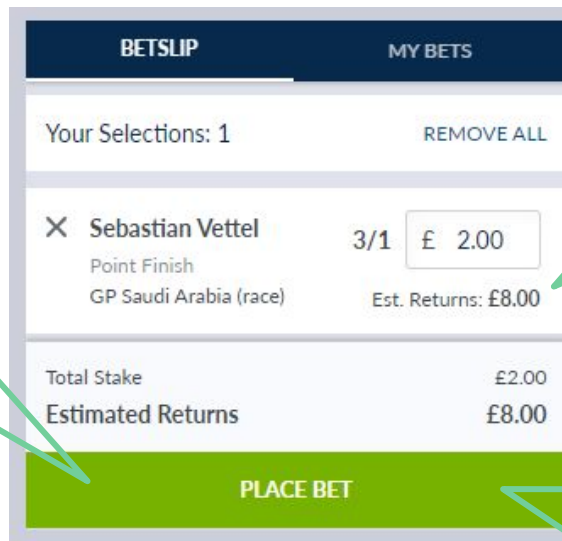 BETSLIP MY BETS
Your Selections: 1 REMOVE ALL
Sebastian Vettel 3/1 £ 2.00
Point Finish
GP Saudi Arabia (race) Est. Returns: £8.00
Total Stake £2.00
Estimated Returns £8.00
PLACE BET